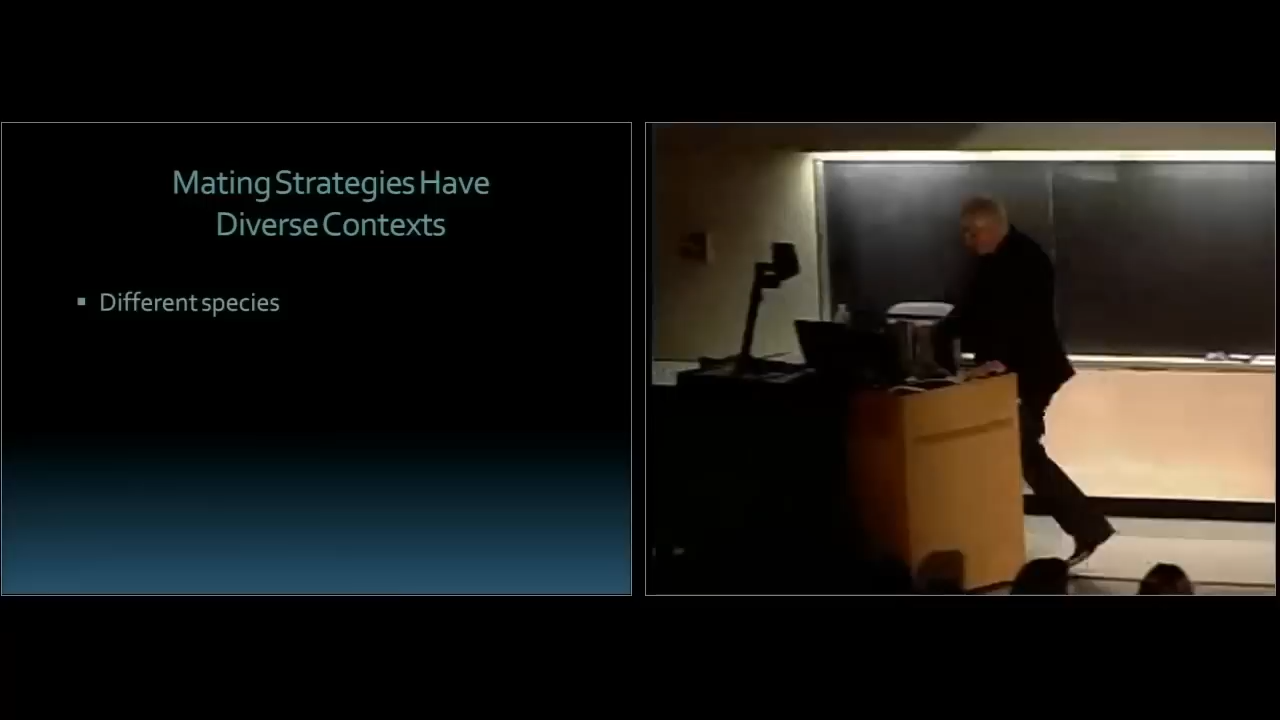 Mating Strategies Have
Diverse Contexts
▪ Different species